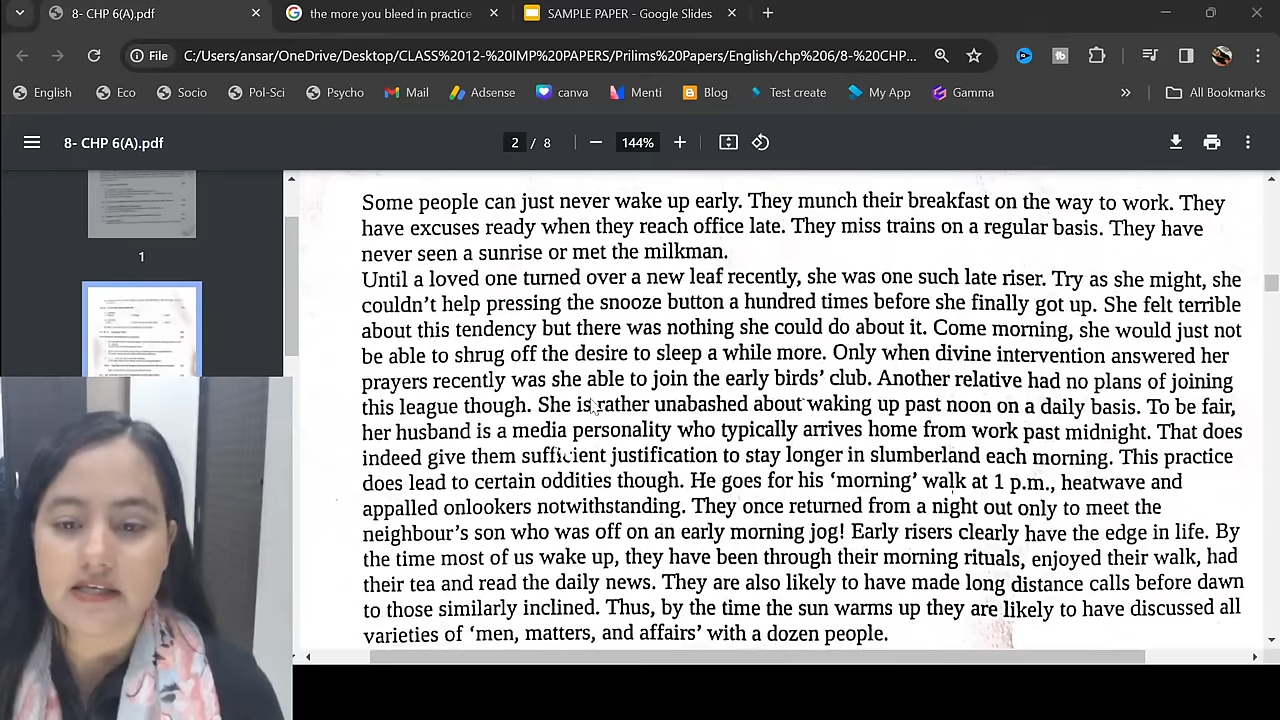 8- CHP 6(A).pdf
the more you bleed in practice
SAMPLE PAPER - Google Slides
File
C:/Users/ansar/OneDrive/Desktop/CLASS%2012-%20IMP%20PAPERS/Prilims%20Papers/English/chp%206/8-%20CHP...
English
Eco
Socio
Pol-Sci
Psycho
Mail
Adsense
canva
Menti
Blog
Test create
My App
Gamma
All Bookmarks
8- CHP 6(A).pdf
2 / 8
144%
1
Some people can just never wake up early. They munch their breakfast on the way to work. They
have excuses ready when they reach office late. They miss trains on a regular basis. They have
never seen a sunrise or met the milkman.
Until a loved one turned over a new leaf recently, she was one such late riser. Try as she might, she
couldn't help pressing the snooze button a hundred times before she finally got up. She felt terrible
about this tendency but there was nothing she could do about it. Come morning, she would just not
be able to shrug off the desire to sleep a while more. Only when divine intervention answered her
prayers recently was she able to join the early birds' club. Another relative had no plans of joining
this league though. She is rather unabashed about waking up past noon on a daily basis. To be fair,
her husband is a media personality who typically arrives home from work past midnight. That does
indeed give them sufficient justification to stay longer in slumberland each morning. This practice
does lead to certain oddities though. He goes for his 'morning' walk at 1 p.m., heatwave and
appalled onlookers notwithstanding. They once returned from a night out only to meet the
neighbour's son who was off on an early morning jog! Early risers clearly have the edge in life. By
the time most of us wake up, they have been through their morning rituals, enjoyed their walk, had
their tea and read the daily news. They are also likely to have made long distance calls before dawn
to those similarly inclined. Thus, by the time the sun warms up they are likely to have discussed all
varieties of 'men, matters, and affairs' with a dozen people.